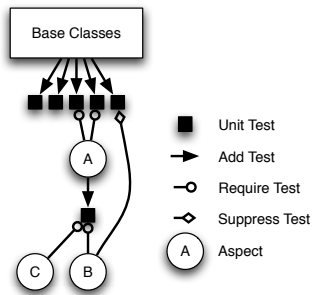 Base Classes
A
C
B
Unit Test
Add Test
Require Test
Suppress Test
A
Aspect